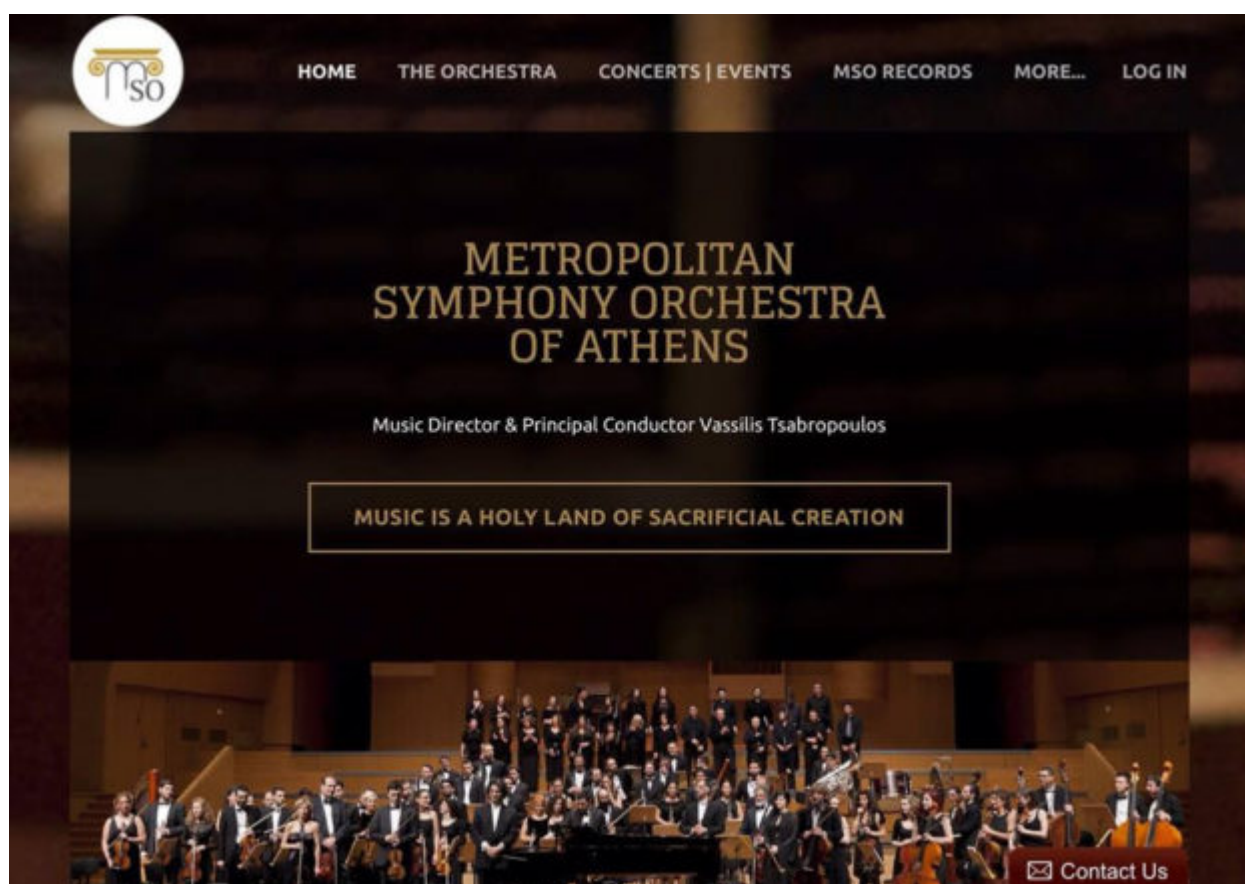 MSO
HOME THE ORCHESTRA CONCERTS | EVENTS MSO RECORDS MORE... LOG IN
METROPOLITAN
SYMPHONY ORCHESTRA
OF ATHENS
Music Director & Principal Conductor Vassilis Tsabropoulos
MUSIC IS A HOLY LAND OF SACRIFICIAL CREATION
Contact Us